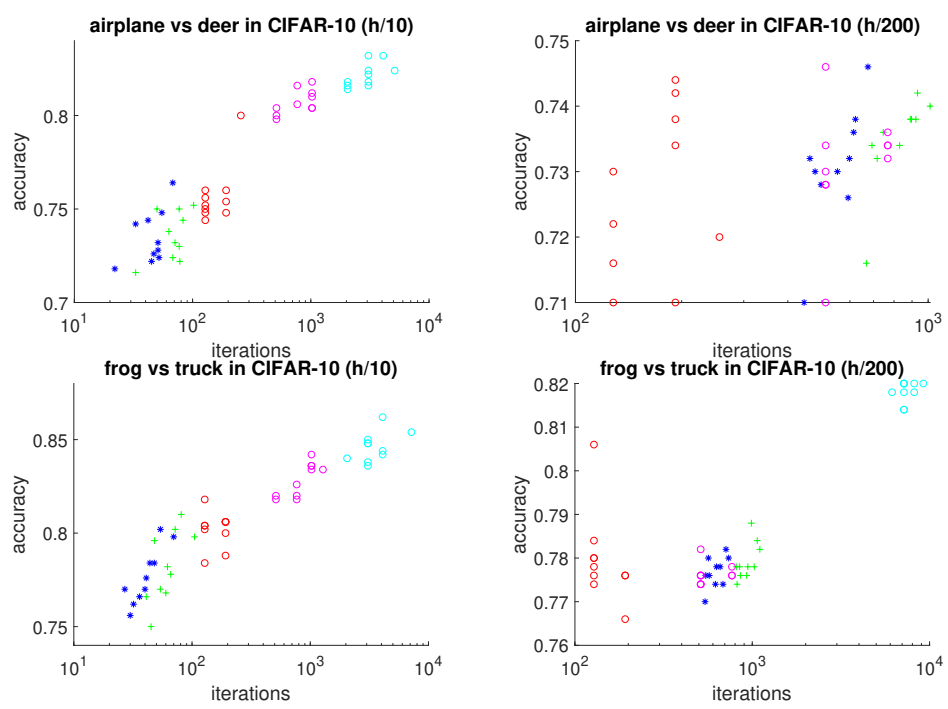 airplane vs deer in CIFAR-10 (h/10)
accuracy
0.8
0.75
0.7
10^1 10^2 10^3 10^4
iterations
airplane vs deer in CIFAR-10 (h/200)
accuracy
0.75
0.74
0.73
0.72
0.71
10^2 10^3
iterations
frog vs truck in CIFAR-10 (h/10)
accuracy
0.85
0.8
0.75
10^1 10^2 10^3 10^4
iterations
frog vs truck in CIFAR-10 (h/200)
accuracy
0.82
0.81
0.8
0.79
0.78
0.77
0.76
10^2 10^3 10^4
iterations